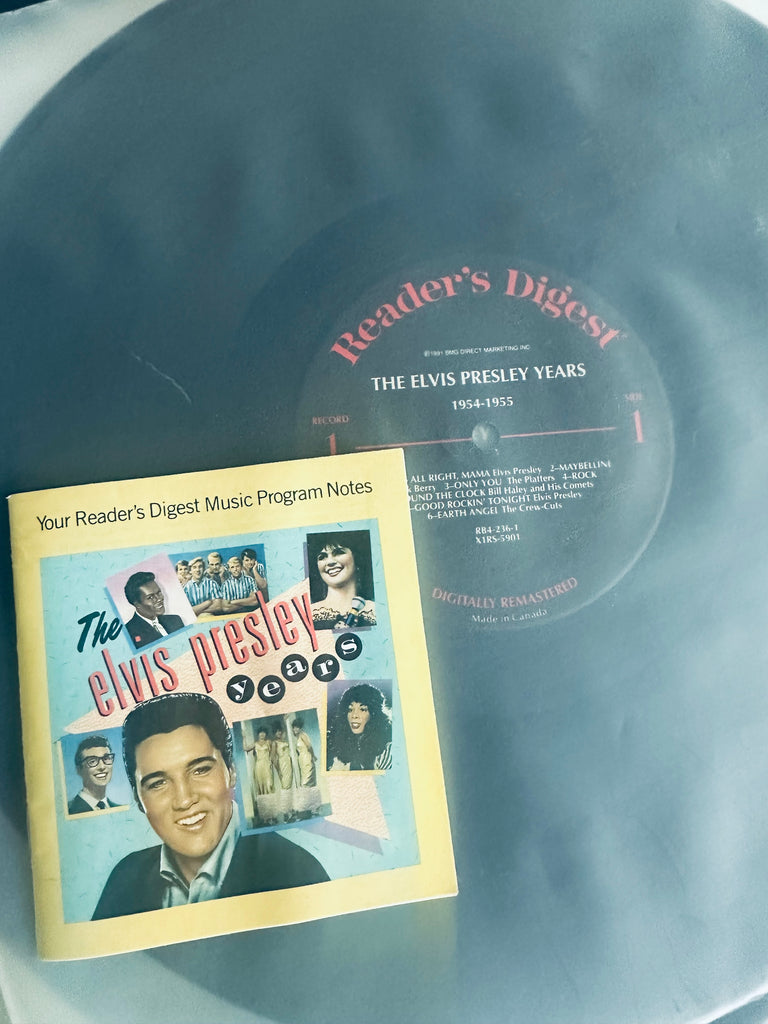 Reader's Digest
℗1991 BMG DIRECT MARKETING INC
THE ELVIS PRESLEY YEARS
1954-1955
RECORD
1
SIDE
1
ALL RIGHT, MAMA Elvis Presley 2–MAYBELLINE
Berry 3–ONLY YOU The Platters 4–ROCK
THE CLOCK Bill Haley and His Comets
GOOD ROCKIN' TONIGHT Elvis Presley
6–EARTH ANGEL The Crew-Cuts
RB4-236-1
X1RS-5901
DIGITALLY REMASTERED
Made in Canada
Your Reader's Digest Music Program Notes
The
elvis presley
years